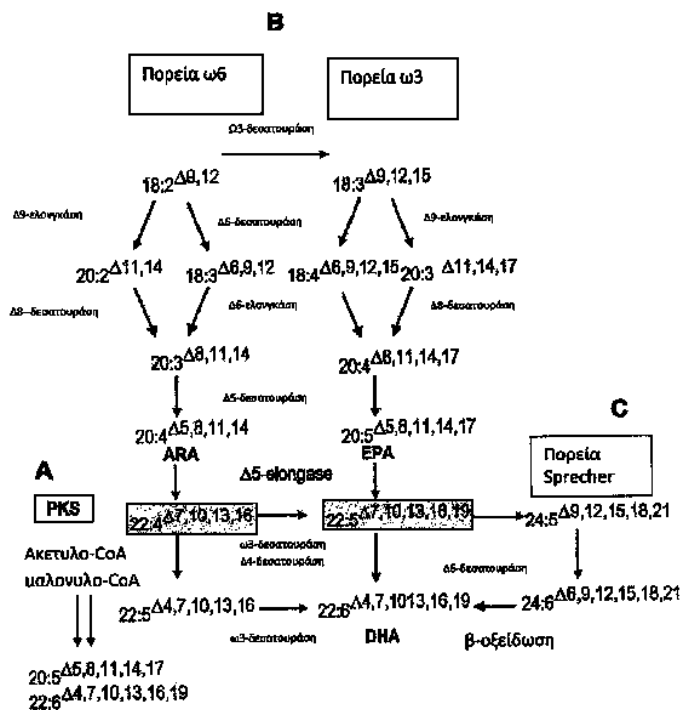 B
Πορεία ω6 Πορεία ω3
Ω3-δεσατουράση
18:2Δ9,12 18:3Δ9,12,15
Δ9-ελονγκάση Δ6-δεσατουράση Δ9-ελονγκάση
20:2Δ11,14 18:3Δ6,9,12 18:4Δ6,9,12,15 20:3 Δ11,14,17
Δ8-δεσατουράση Δ6-ελονγκάση Δ8-δεσατουράση
20:3Δ8,11,14 20:4Δ8,11,14,17
Δ5-δεσατουράση
20:4Δ5,8,11,14 20:5Δ5,8,11,14,17
ARA EPA
C
Πορεία
Sprecher
A
Δ5-elongase
PKS
22:4Δ7,10,13,16 22:5Δ7,10,13,16,19 24:5Δ9,12,15,18,21
Ακετυλο-CoA
μαλονυλο-CoA
ω3-δεσατουράση
Δ4-δεσατουράση
Δ6-δεσατουράση
22:5Δ4,7,10,13,16 22:6Δ4,7,1013,16,19 24:6Δ6,9,12,15,18,21
ω3-δεσατουράση DHA β-οξείδωση
20:5Δ5,8,11,14,17
22:6Δ4,7,10,13,16,19